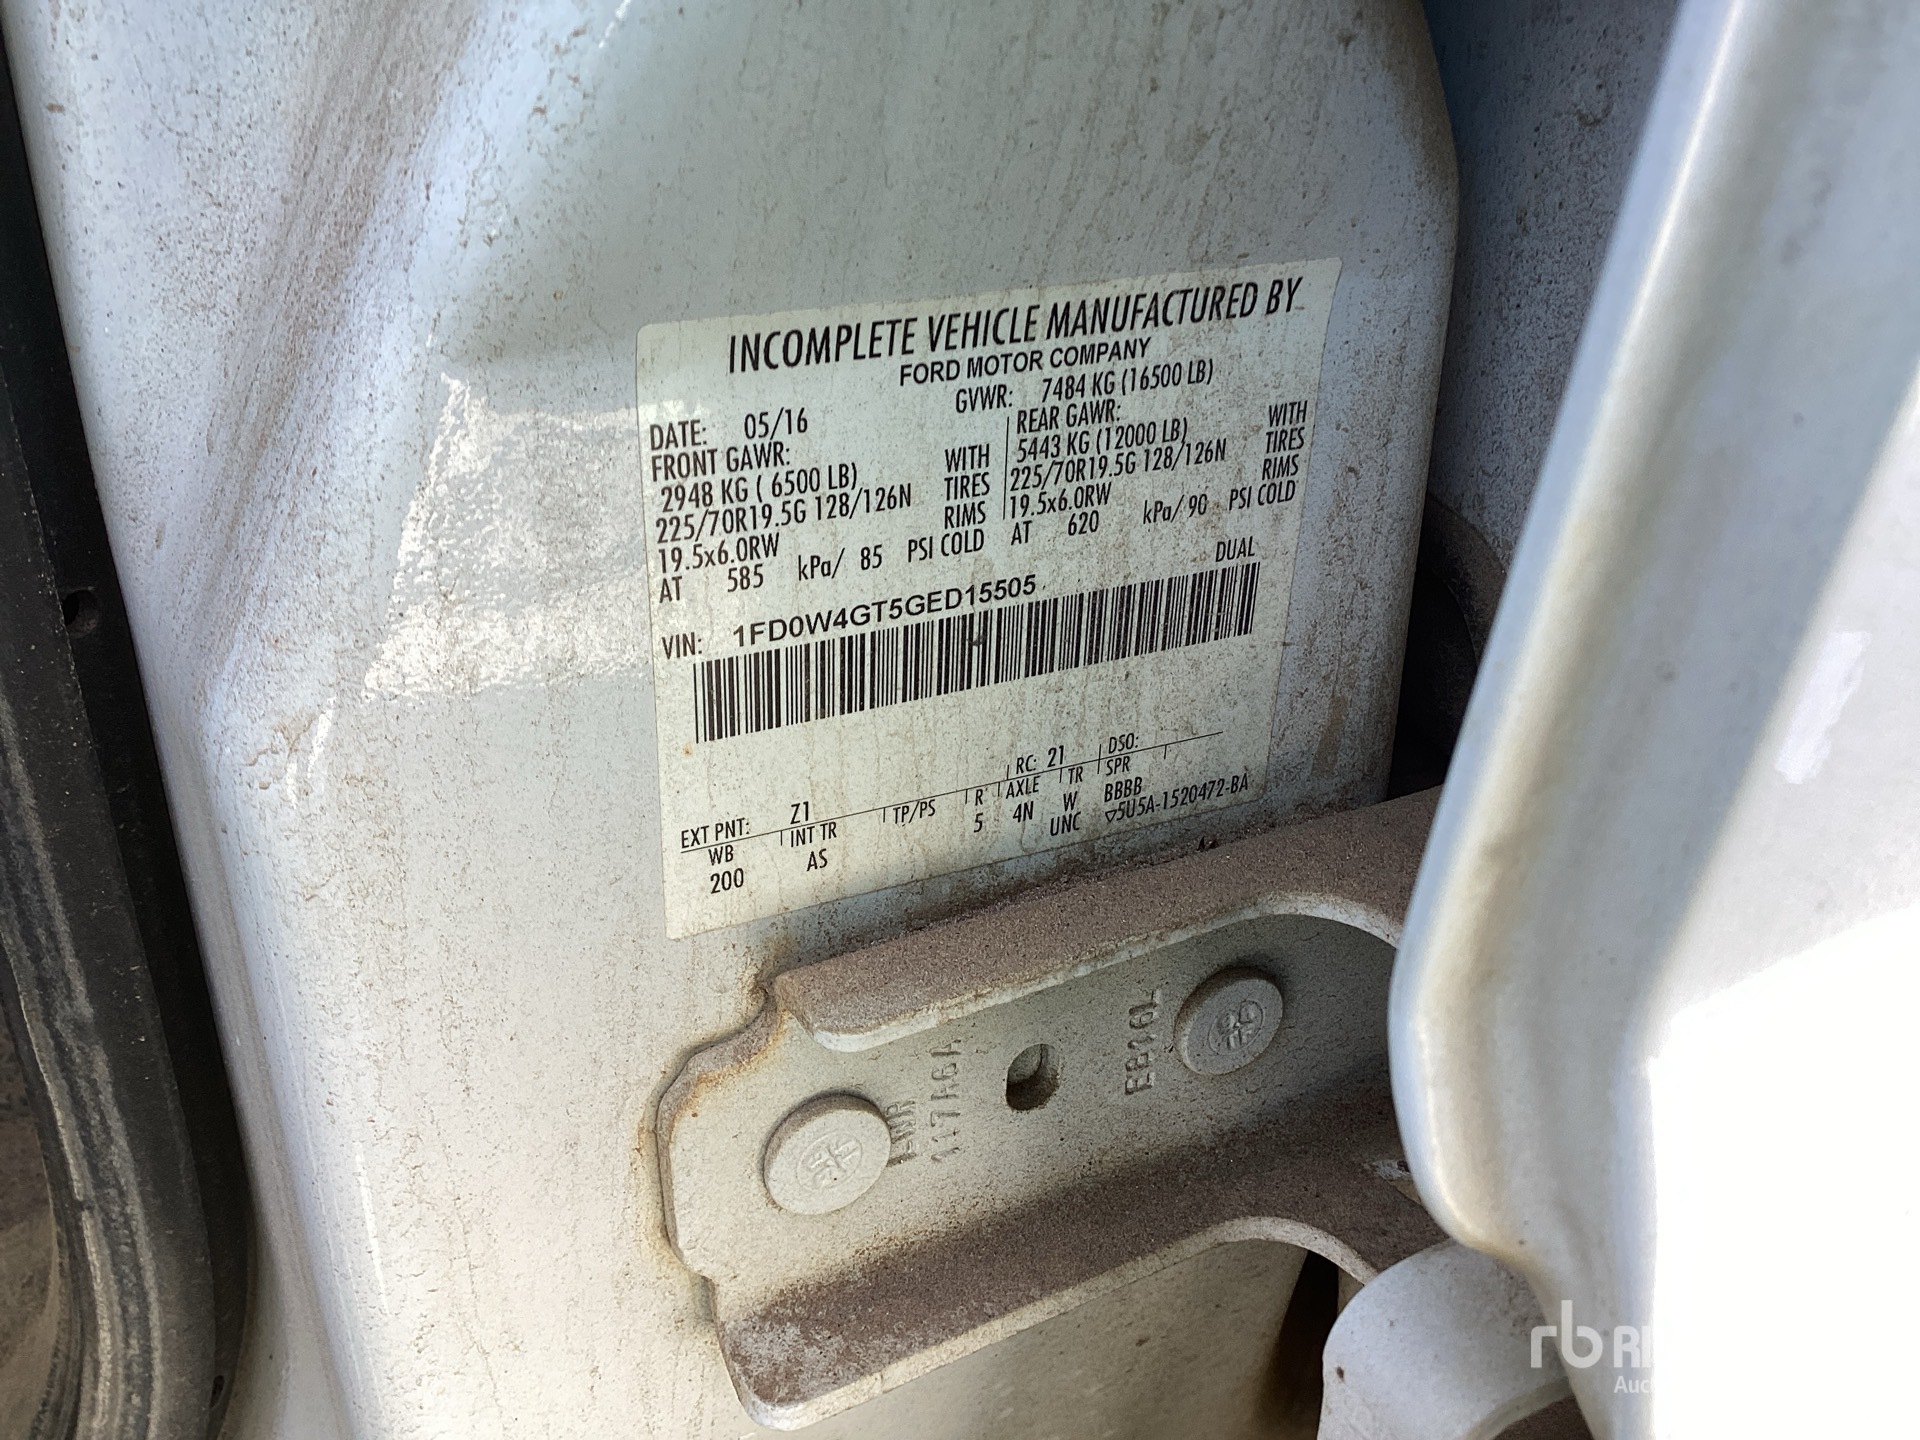 INCOMPLETE VEHICLE MANUFACTURED BY
FORD MOTOR COMPANY
DATE: 05/16 GVWR: 7484 KG (16500 LB)
FRONT GAWR:
2948 KG ( 6500 LB) WITH
225/70R19.5G 128/126N TIRES
19.5x6.0RW RIMS
AT 585 kPa/ 85 PSI COLD
REAR GAWR:
5443 KG (12000 LB) WITH
225/70R19.5G 128/126N TIRES
19.5x6.0RW RIMS
AT 620 kPa/ 90 PSI COLD
DUAL
VIN: 1FD0W4GT5GED15505
EXT PNT: Z1 RC: 21 DSO:
WB INT TR TP/PS R AXLE TR SPR
200 AS 5 4N W BBBB
UNC ▽5U5A-1520472-BA
117A6A
rb